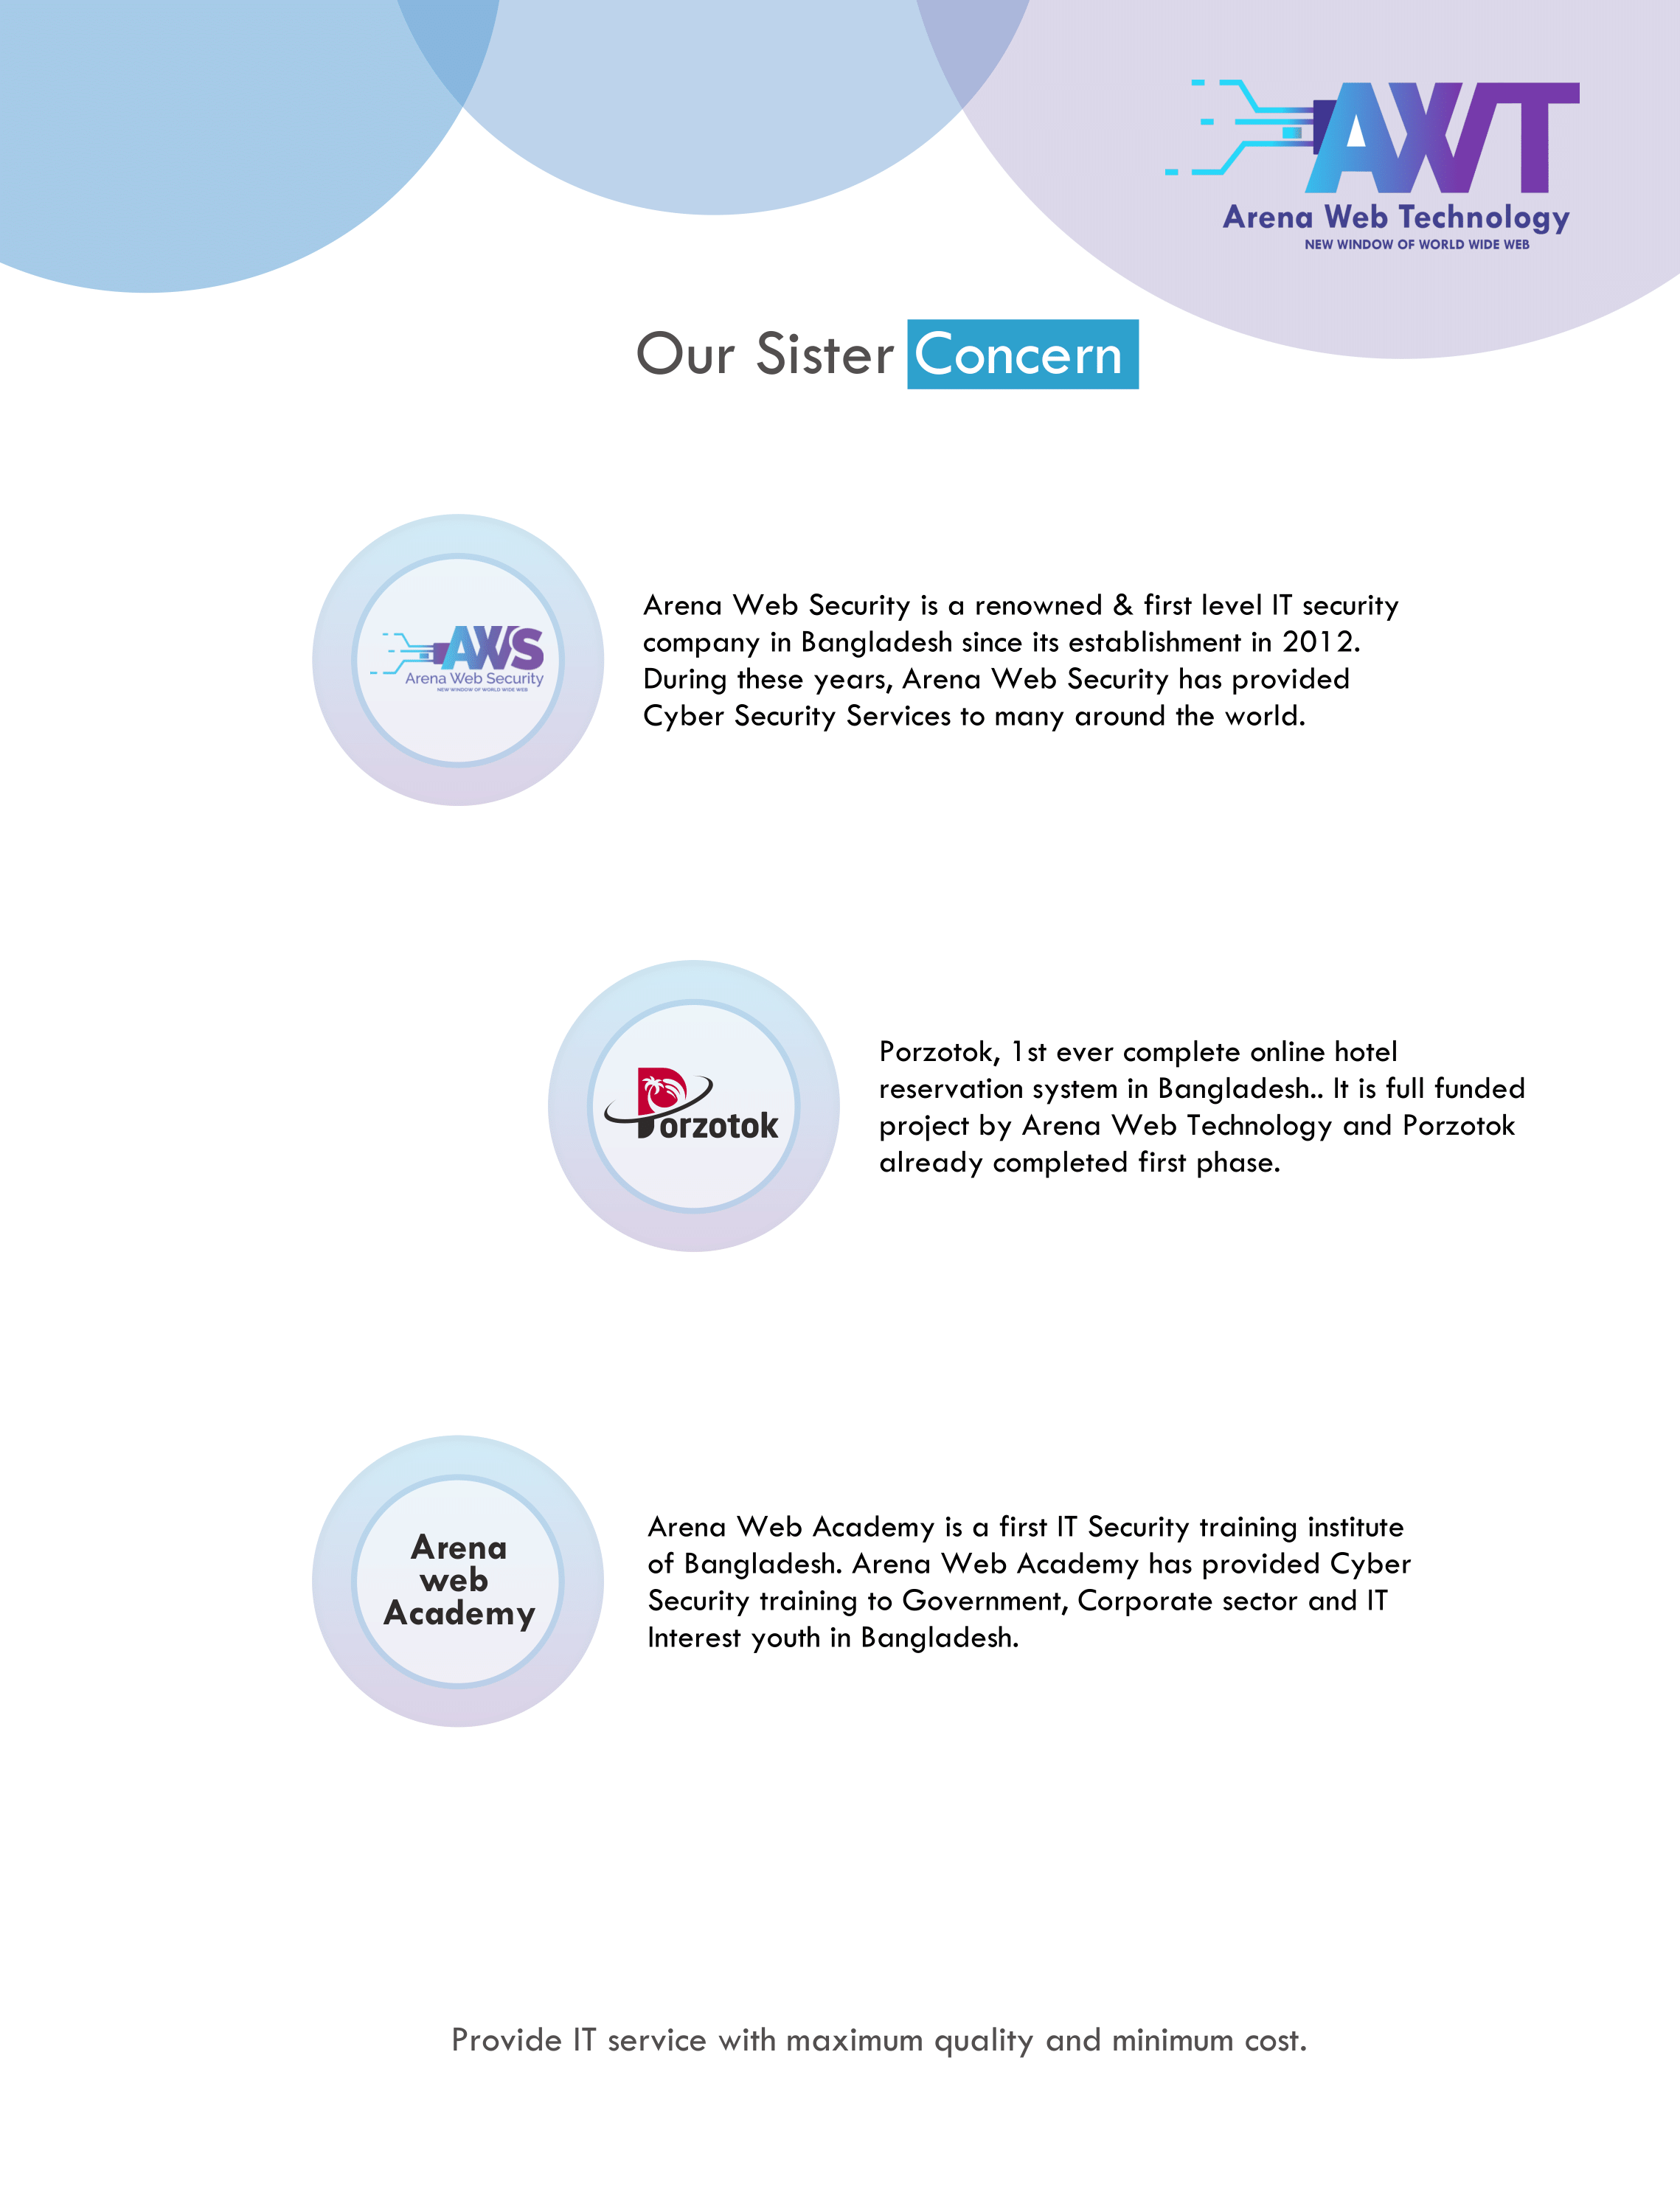 AWT
Arena Web Technology
NEW WINDOW OF WORLD WIDE WEB
Our Sister Concern
AWS
Arena Web Security
NEW WINDOW OF WORLD WIDE WEB
Arena Web Security is a renowned & first level IT security
company in Bangladesh since its establishment in 2012.
During these years, Arena Web Security has provided
Cyber Security Services to many around the world.
Porzotok
Porzotok, 1st ever complete online hotel
reservation system in Bangladesh.. It is full funded
project by Arena Web Technology and Porzotok
already completed first phase.
Arena
web
Academy
Arena Web Academy is a first IT Security training institute
of Bangladesh. Arena Web Academy has provided Cyber
Security training to Government, Corporate sector and IT
Interest youth in Bangladesh.
Provide IT service with maximum quality and minimum cost.